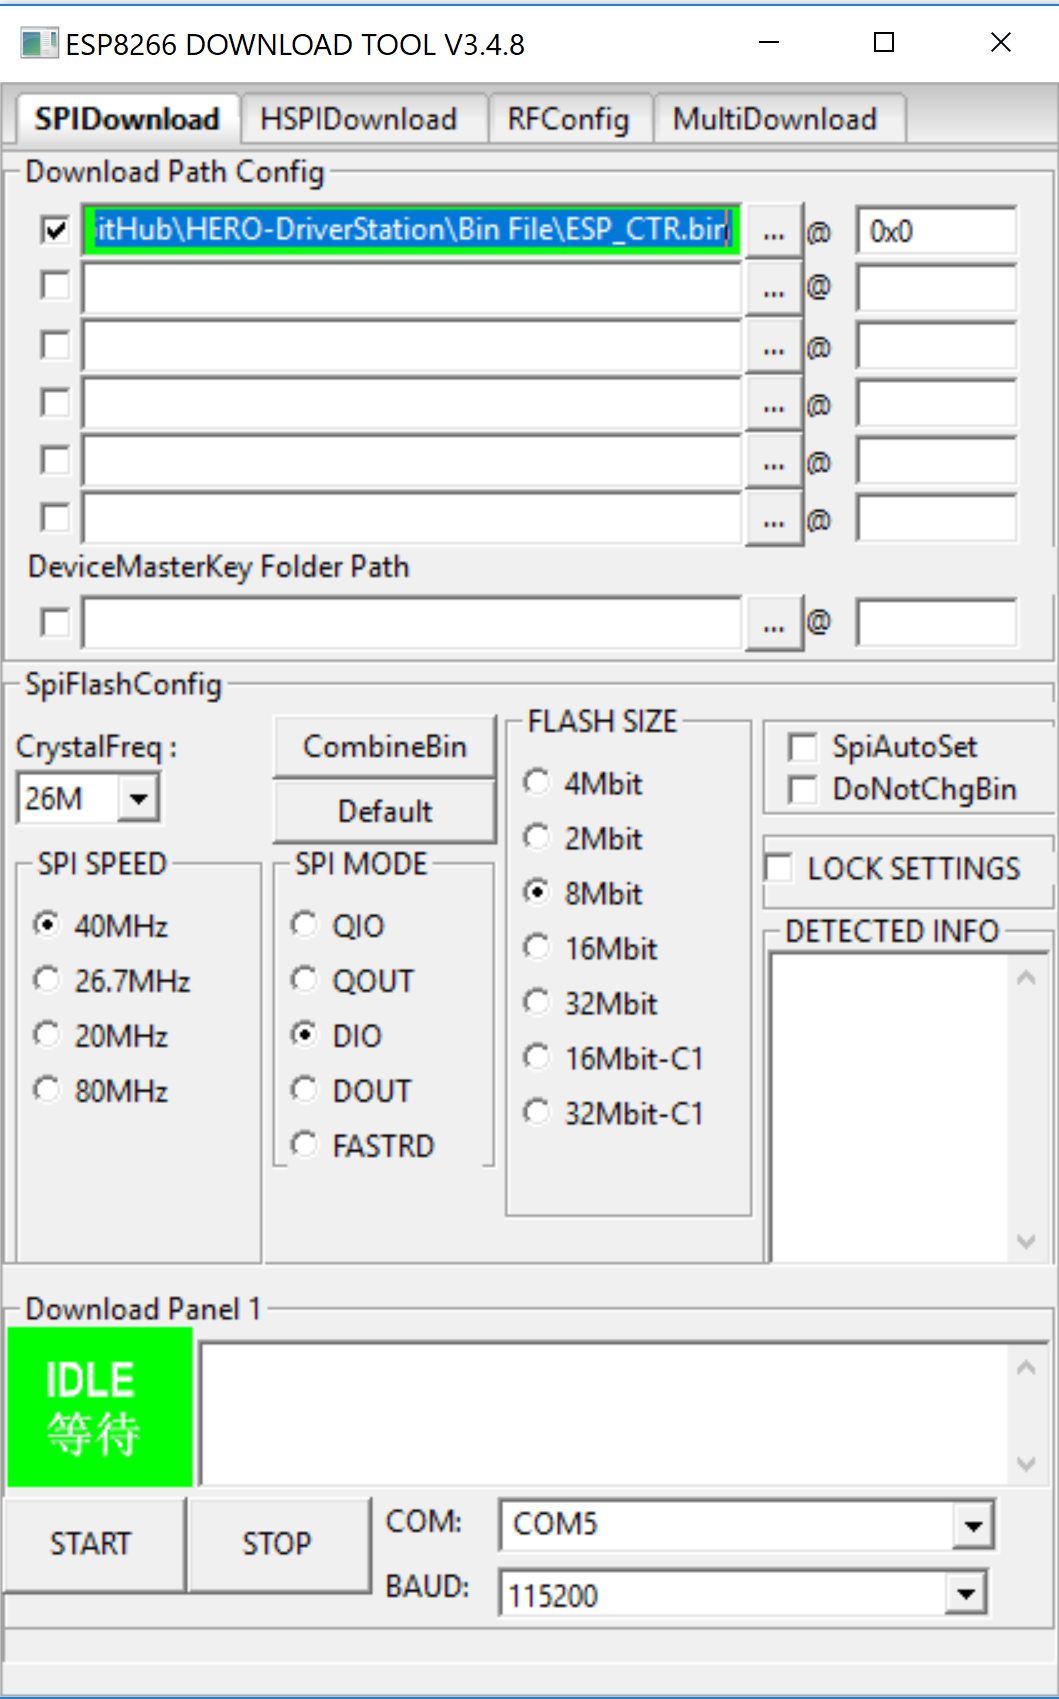 ESP8266 DOWNLOAD TOOL V3.4.8
SPIDownload HSPIDownload RFConfig MultiDownload
Download Path Config
itHub\HERO-DriverStation\Bin File\ESP_CTR.bin ... @ 0x0
... @
... @
... @
... @
... @
DeviceMasterKey Folder Path
... @
SpiFlashConfig
CrystalFreq :
26M
CombineBin
Default
SPI SPEED
40MHz
26.7MHz
20MHz
80MHz
SPI MODE
QIO
QOUT
DIO
DOUT
FASTRD
FLASH SIZE
4Mbit
2Mbit
8Mbit
16Mbit
32Mbit
16Mbit-C1
32Mbit-C1
SpiAutoSet
DoNotChgBin
LOCK SETTINGS
DETECTED INFO
Download Panel 1
IDLE
等待
START STOP
COM: COM5
BAUD: 115200